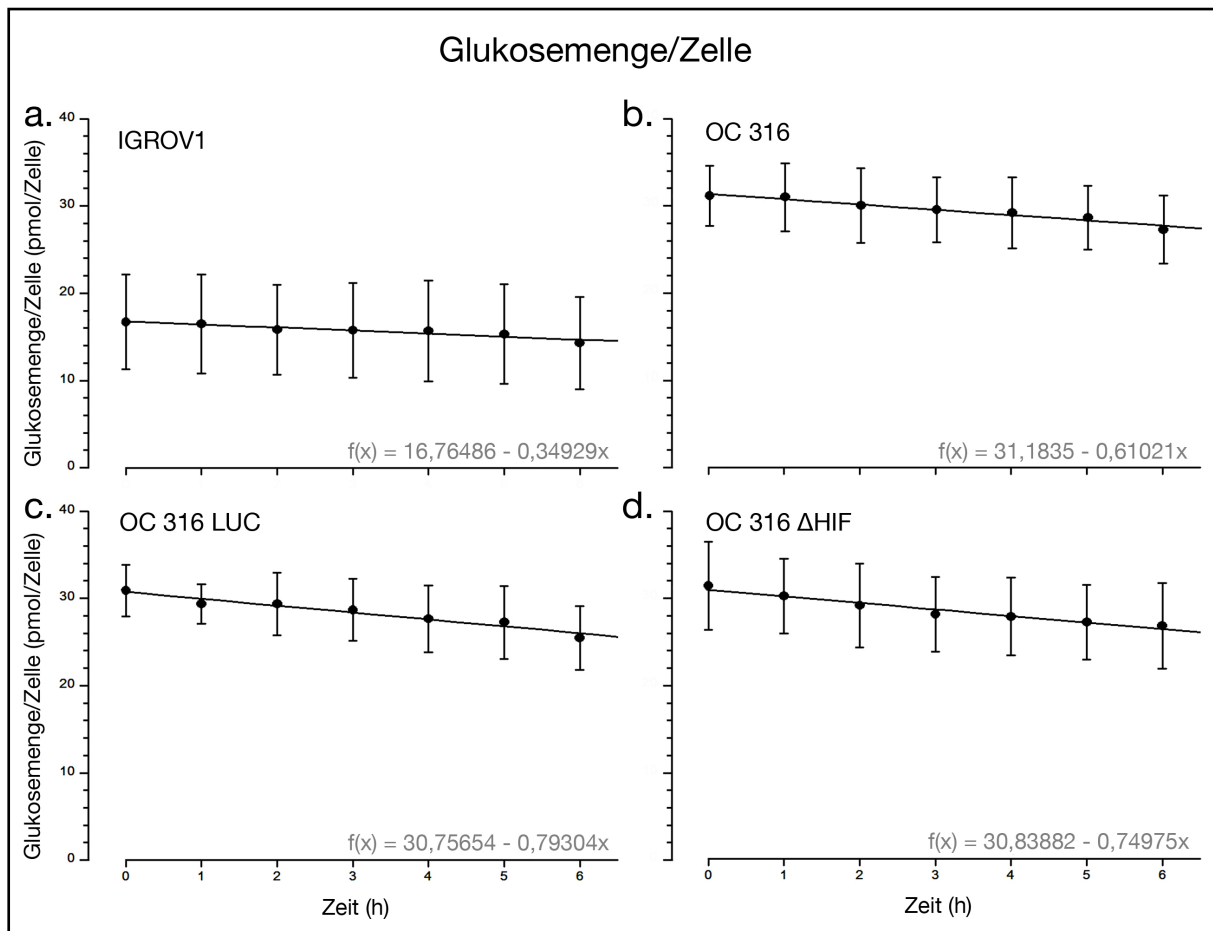 Glukosemenge/Zelle
a.
IGROV1
Glukosemenge/Zelle (pmol/Zelle)
40
30
20
10
0
f(x) = 16,76486 - 0,34929x
b.
OC 316
f(x) = 31,1835 - 0,61021x
c.
OC 316 LUC
Glukosemenge/Zelle (pmol/Zelle)
40
30
20
10
0
f(x) = 30,75654 - 0,79304x
0 1 2 3 4 5 6
Zeit (h)
d.
OC 316 ΔHIF
f(x) = 30,83882 - 0,74975x
0 1 2 3 4 5 6
Zeit (h)